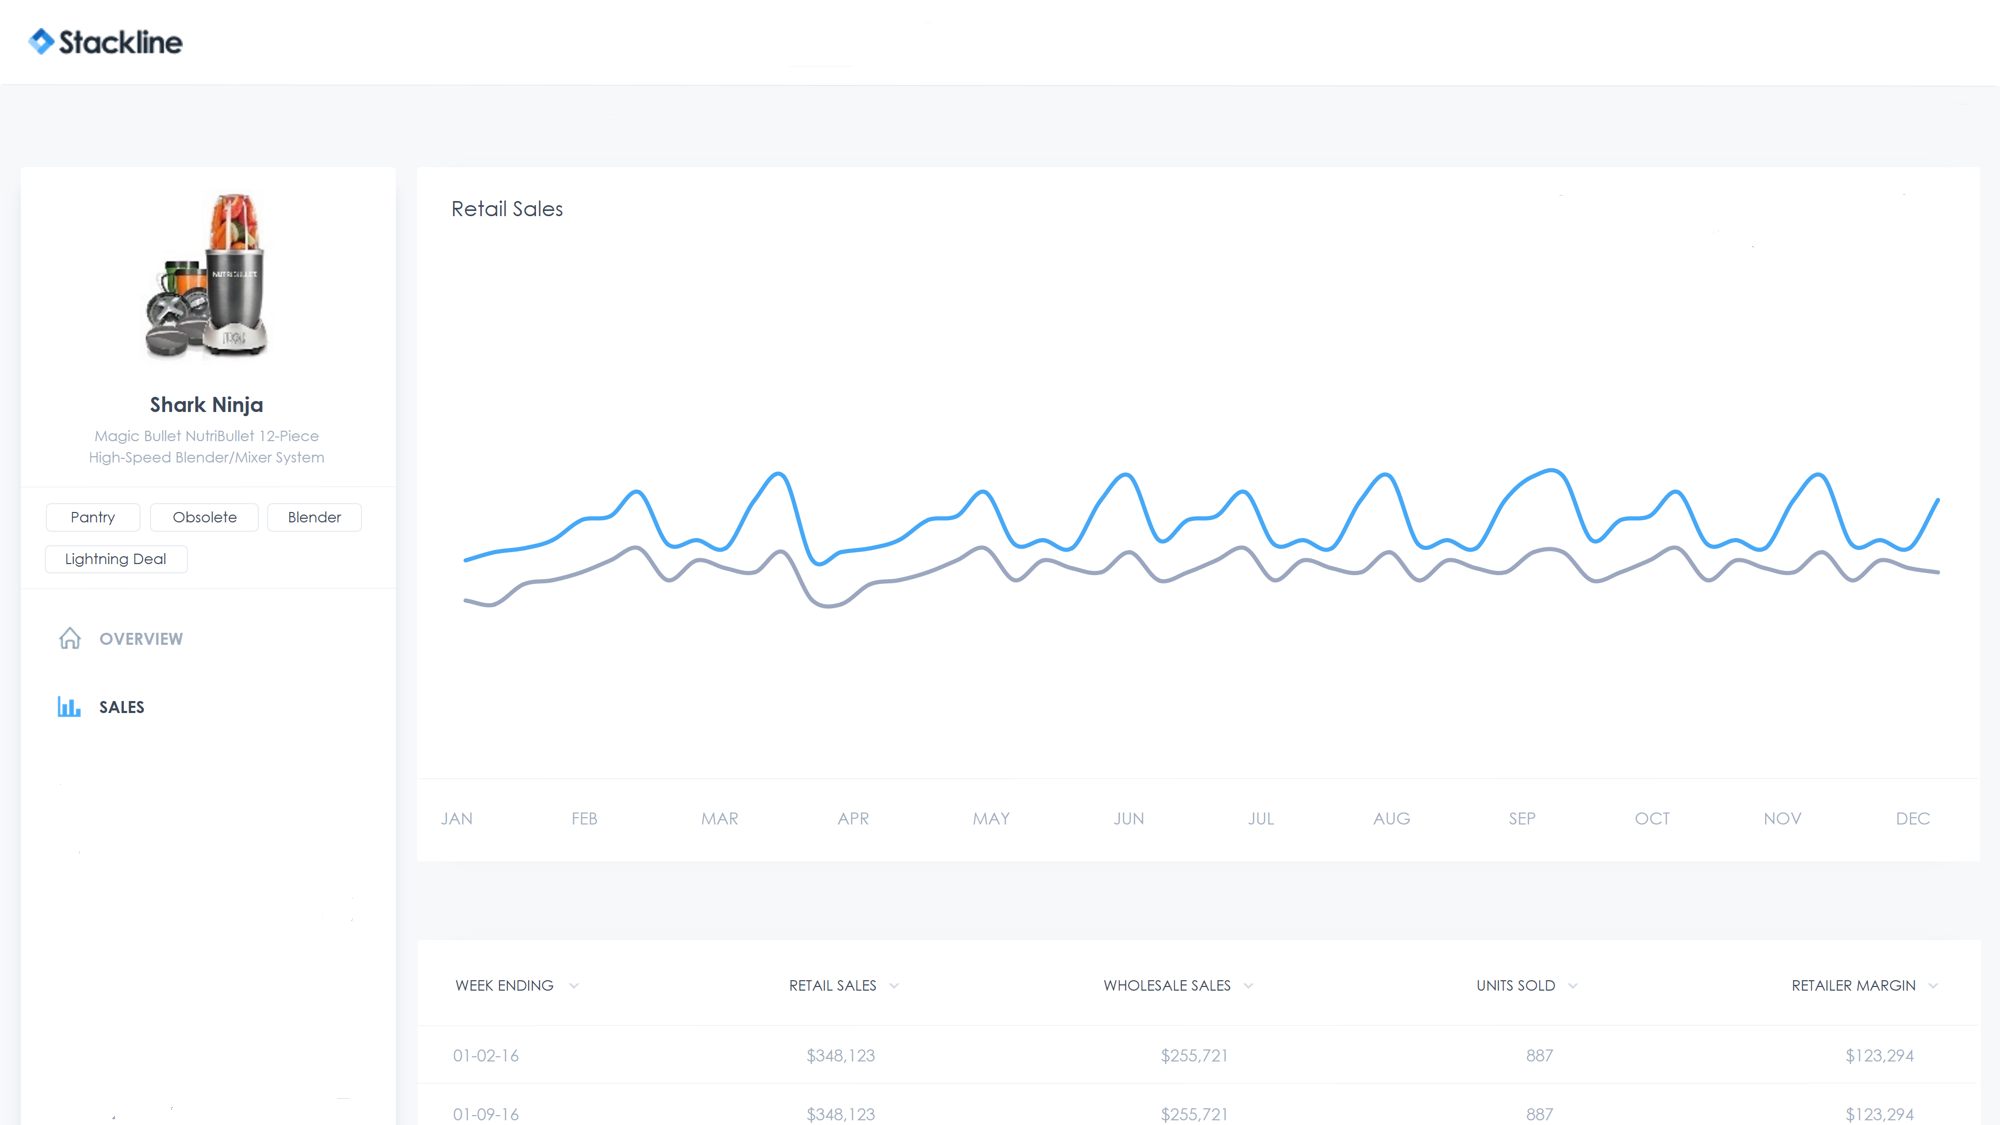 Stackline
NUTRIBULLET
Shark Ninja
Magic Bullet NutriBullet 12-Piece
High-Speed Blender/Mixer System
Pantry Obsolete Blender
Lightning Deal
OVERVIEW
SALES
Retail Sales
JAN FEB MAR APR MAY JUN JUL AUG SEP OCT NOV DEC
WEEK ENDING RETAIL SALES WHOLESALE SALES UNITS SOLD RETAILER MARGIN
01-02-16 $348,123 $255,721 887 $123,294
01-09-16 $348,123 $255,721 887 $123,294